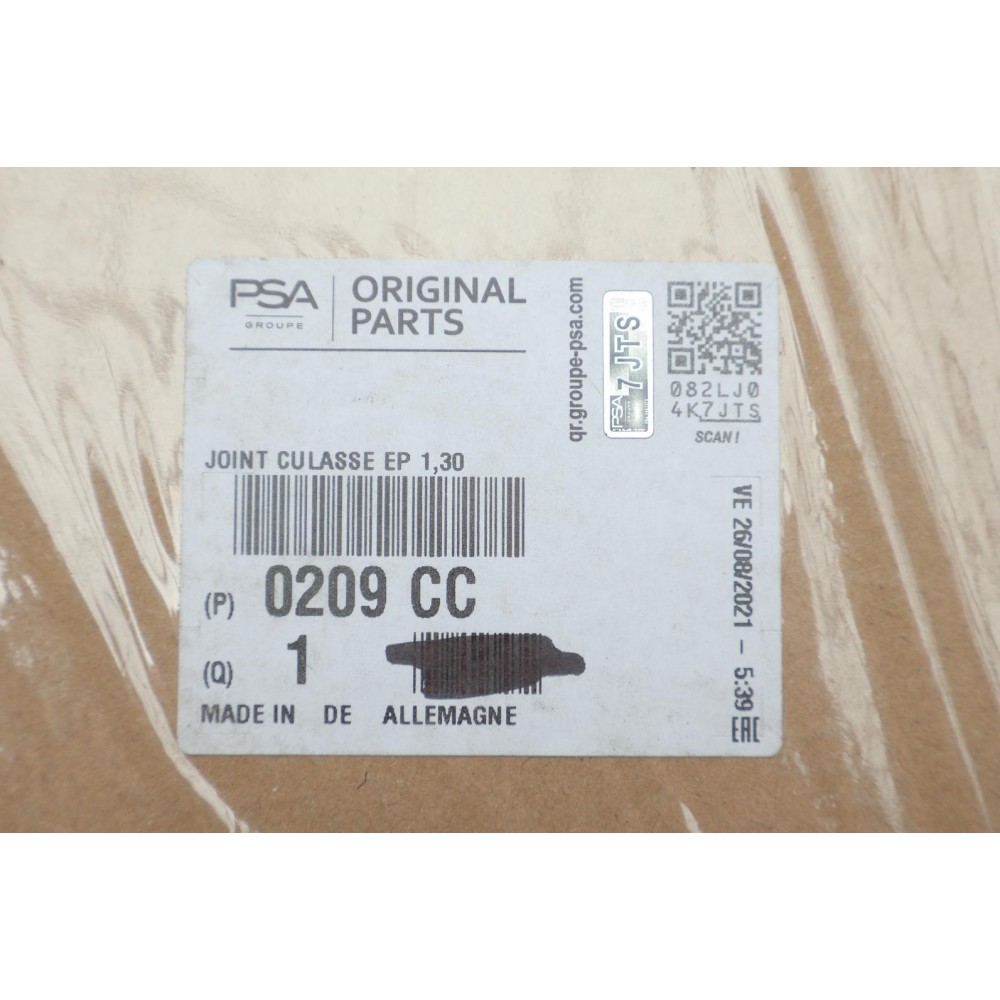 PSA
GROUPE
ORIGINAL
PARTS
qr.groupe-psa.com
PSA
7 JTS
082LJ0
4K7JTS
SCAN!
JOINT CULASSE EP 1,30
(P) 0209 CC
(Q) 1
MADE IN DE ALLEMAGNE
VE 26/08/2021 - 5:39
EAC